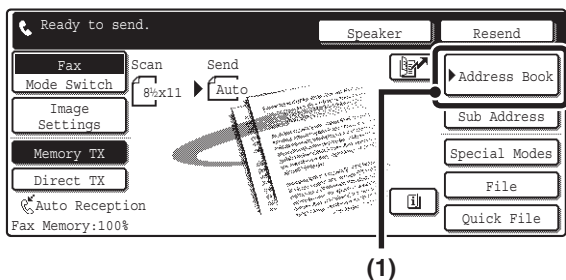 Ready to send.
Speaker
Resend
Fax
Mode Switch
Scan
Send
8½x11
Auto
Address Book
Image
Settings
Sub Address
Memory TX
Special Modes
Direct TX
File
Auto Reception
Quick File
Fax Memory:100%
(1)